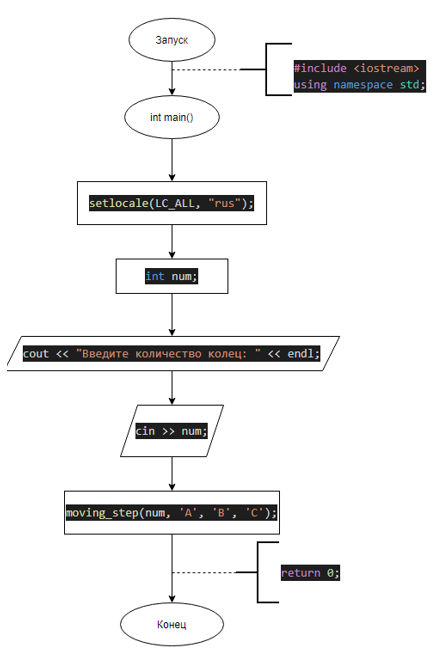 Запуск
#include <iostream>
using namespace std;
int main()
setlocale(LC_ALL, "rus");
int num;
cout << "Введите количество колец: " << endl;
cin >> num;
moving_step(num, 'A', 'B', 'C');
return 0;
Конец